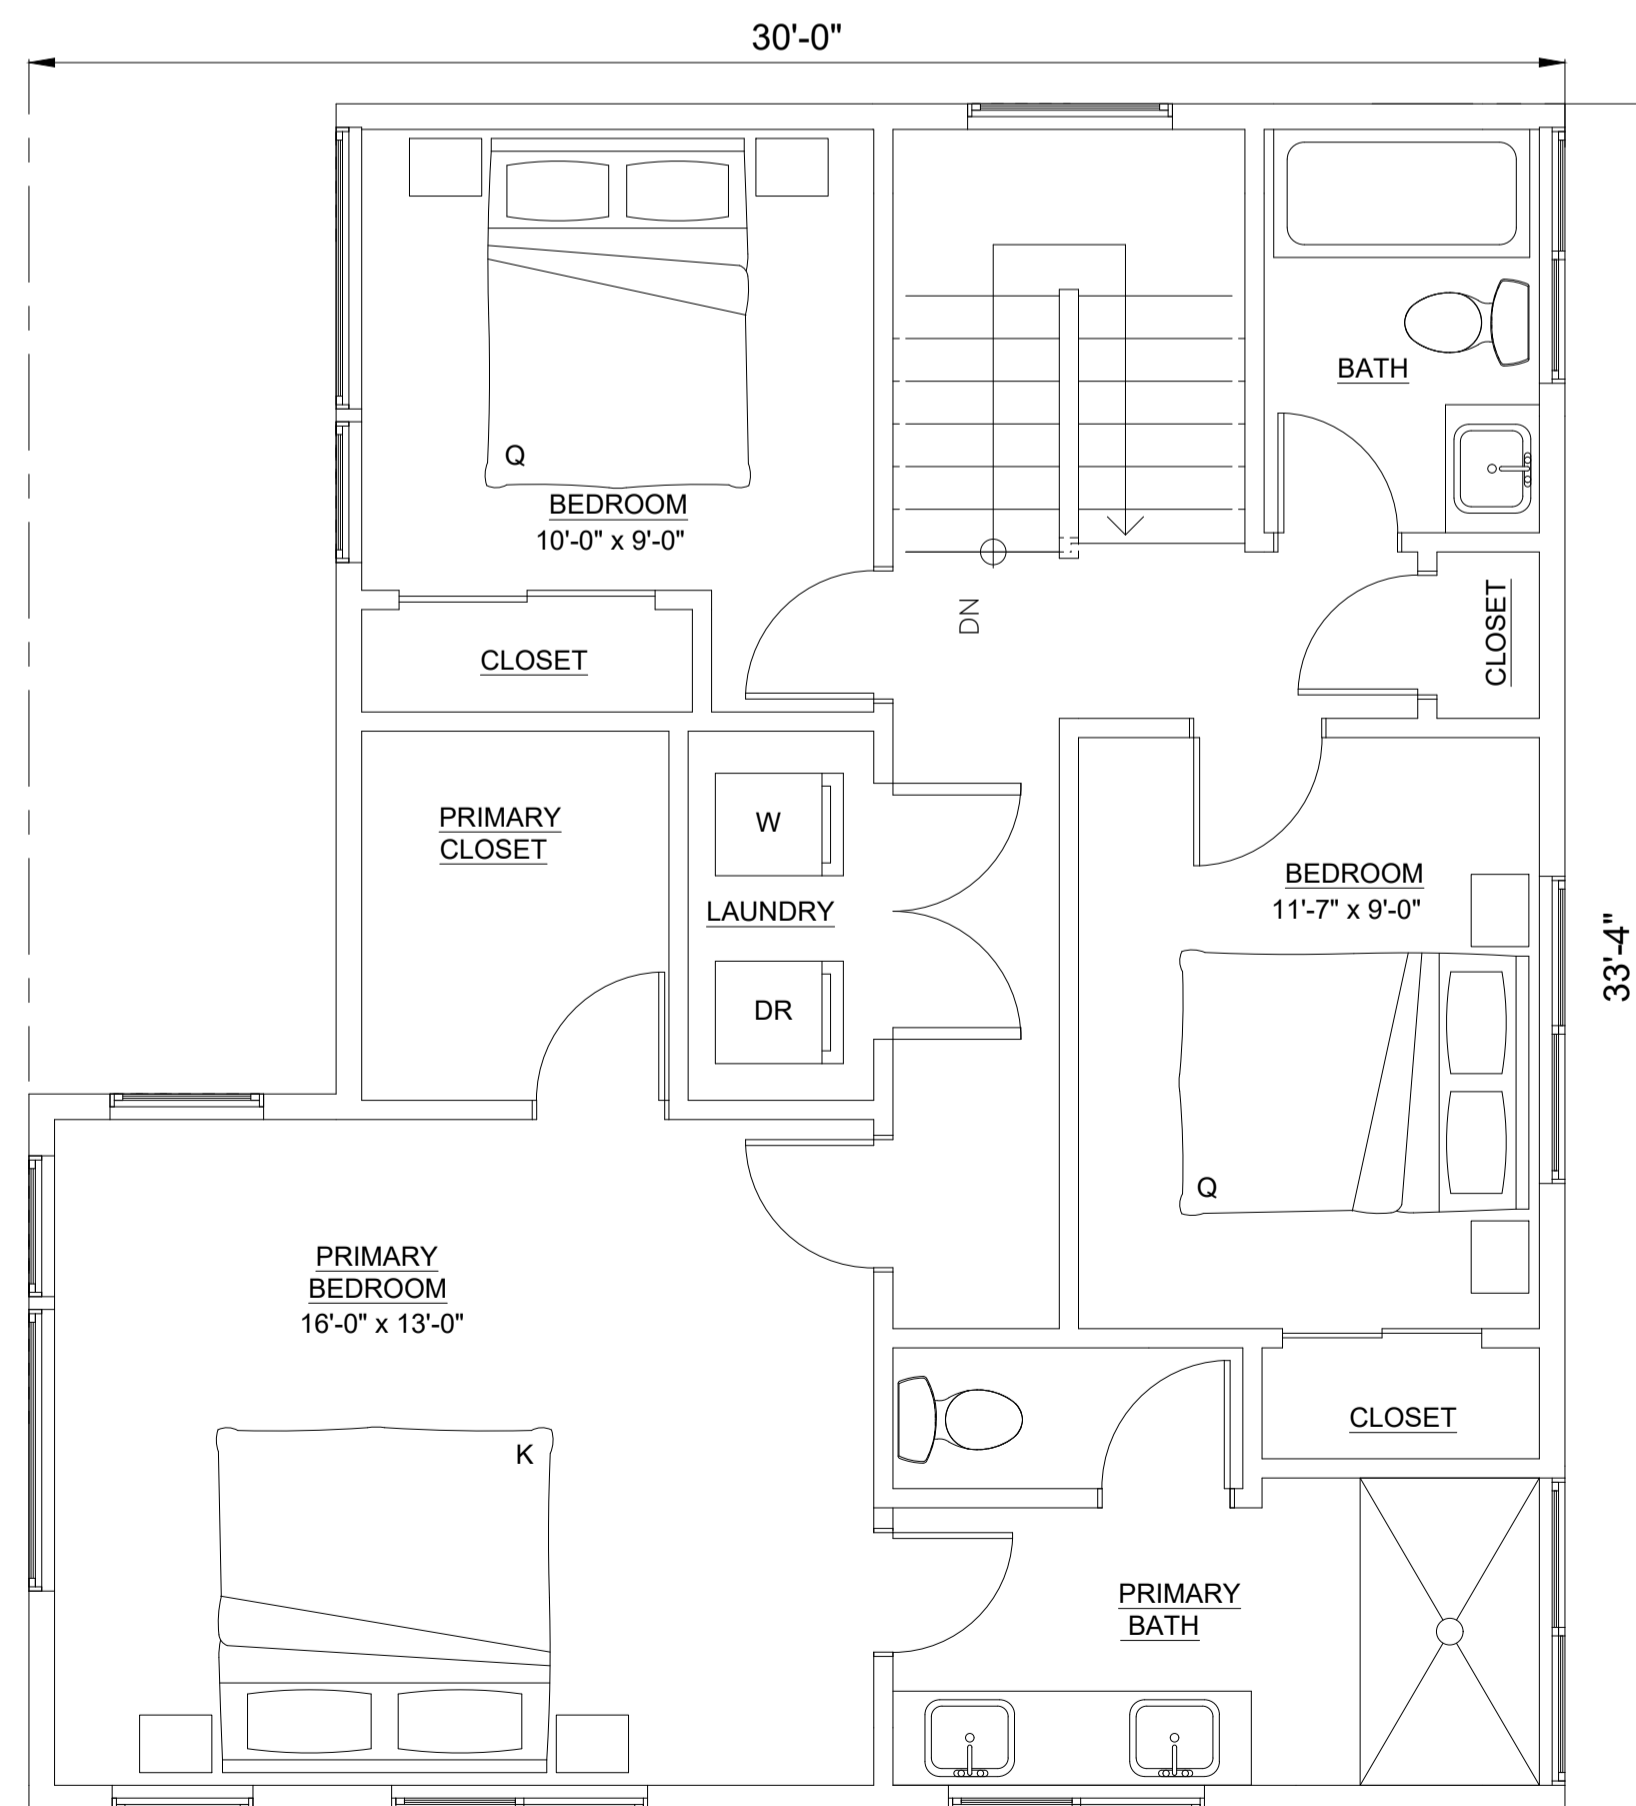 30'-0"
BATH
Q
BEDROOM
10'-0" x 9'-0"
DN
CLOSET
CLOSET
PRIMARY
CLOSET
W
LAUNDRY
DR
BEDROOM
11'-7" x 9'-0"
33'-4"
Q
PRIMARY
BEDROOM
16'-0" x 13'-0"
K
CLOSET
PRIMARY
BATH